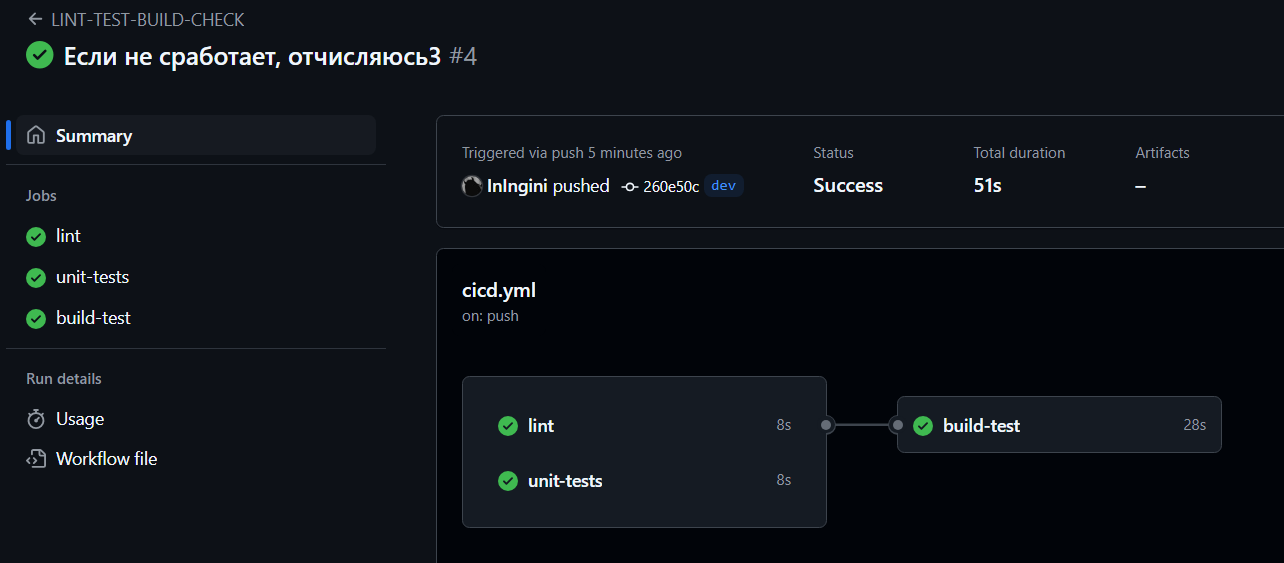 LINT-TEST-BUILD-CHECK
Если не сработает, отчисляюсь3 #4
Summary
Jobs
lint
unit-tests
build-test
Run details
Usage
Workflow file
Triggered via push 5 minutes ago
InIngini pushed 260e50c dev
Status
Success
Total duration
51s
Artifacts
–
cicd.yml
on: push
lint 8s
unit-tests 8s
build-test 28s